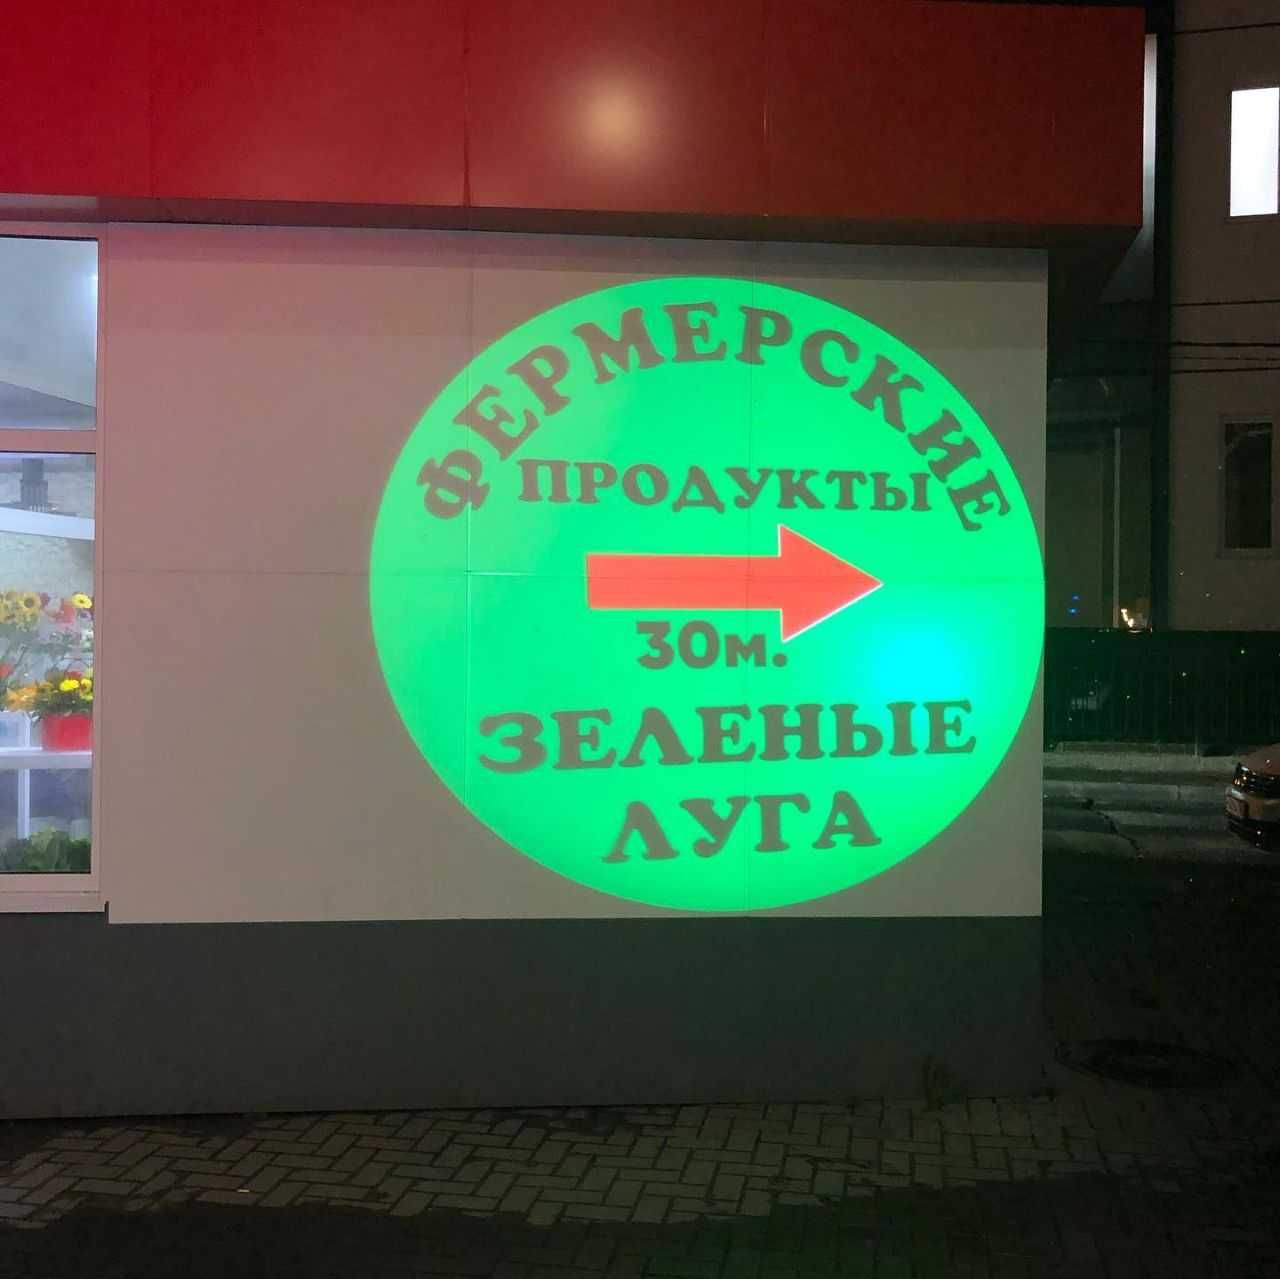 ФЕРМЕРСКИЕ
ПРОДУКТЫ
30м.
ЗЕЛЕНЫЕ
ЛУГА